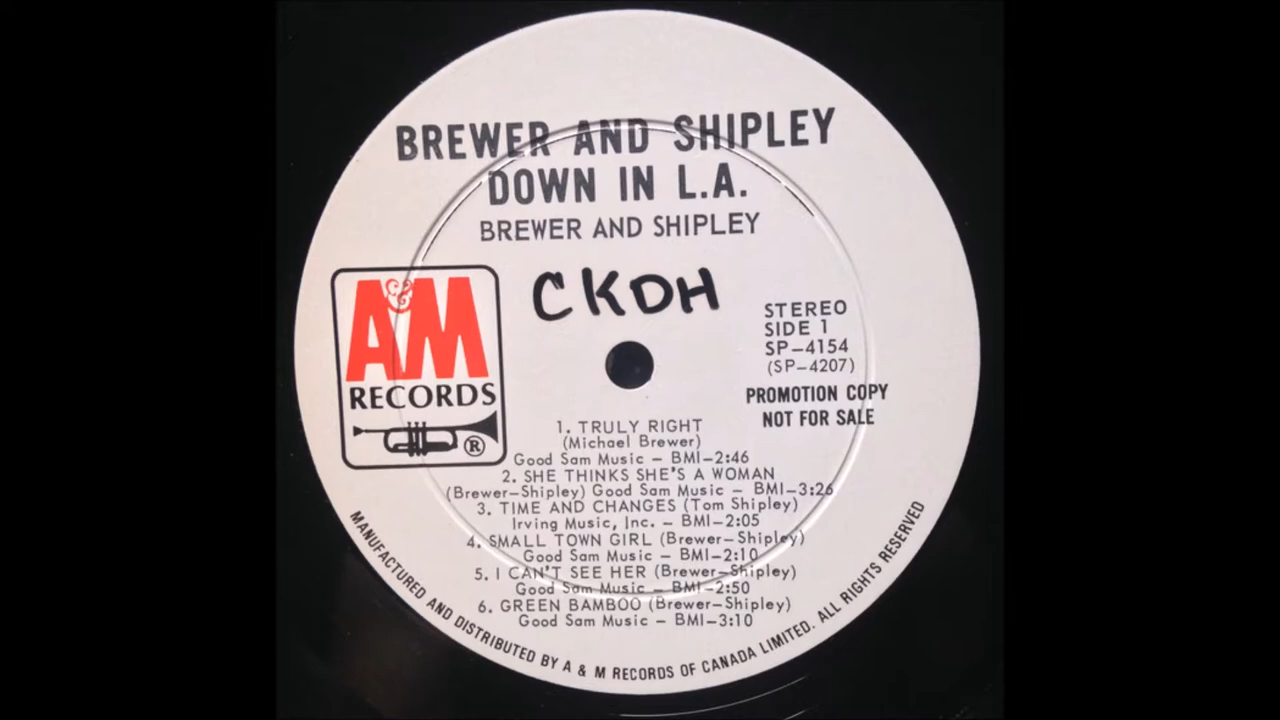 BREWER AND SHIPLEY
DOWN IN L.A.
BREWER AND SHIPLEY
CKDH
A&M
RECORDS
®
STEREO
SIDE 1
SP-4154
(SP-4207)
PROMOTION COPY
NOT FOR SALE
1. TRULY RIGHT
(Michael Brewer)
Good Sam Music – BMI-2:46
2. SHE THINKS SHE'S A WOMAN
(Brewer-Shipley) Good Sam Music – BMI-3:26
3. TIME AND CHANGES (Tom Shipley)
Irving Music, Inc. – BMI-2:05
4. SMALL TOWN GIRL (Brewer-Shipley)
Good Sam Music – BMI-2:10
5. I CAN'T SEE HER (Brewer-Shipley)
Good Sam Music – BMI-2:50
6. GREEN BAMBOO (Brewer-Shipley)
Good Sam Music – BMI-3:10
MANUFACTURED AND DISTRIBUTED BY A & M RECORDS OF CANADA LIMITED. ALL RIGHTS RESERVED